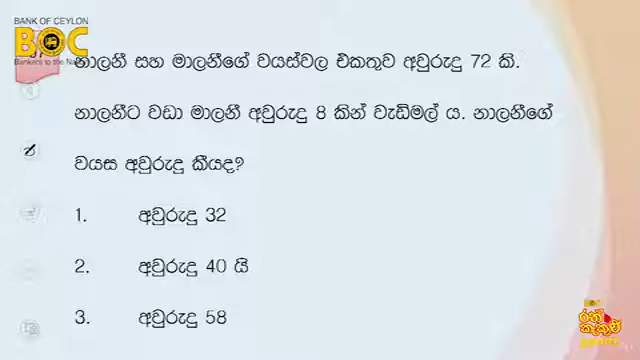 BANK OF CEYLON
BOC
Bankers to the Nation
නාලනී සහ මාලනීගේ වයස්වල එකතුව අවුරුදු 72 කි.
නාලනීට වඩා මාලනී අවුරුදු 8 කින් වැඩිමල් ය. නාලනීගේ
වයස අවුරුදු කීයද?
1. අවුරුදු 32
2. අවුරුදු 40 යි
3. අවුරුදු 58
රන් කැකුළු